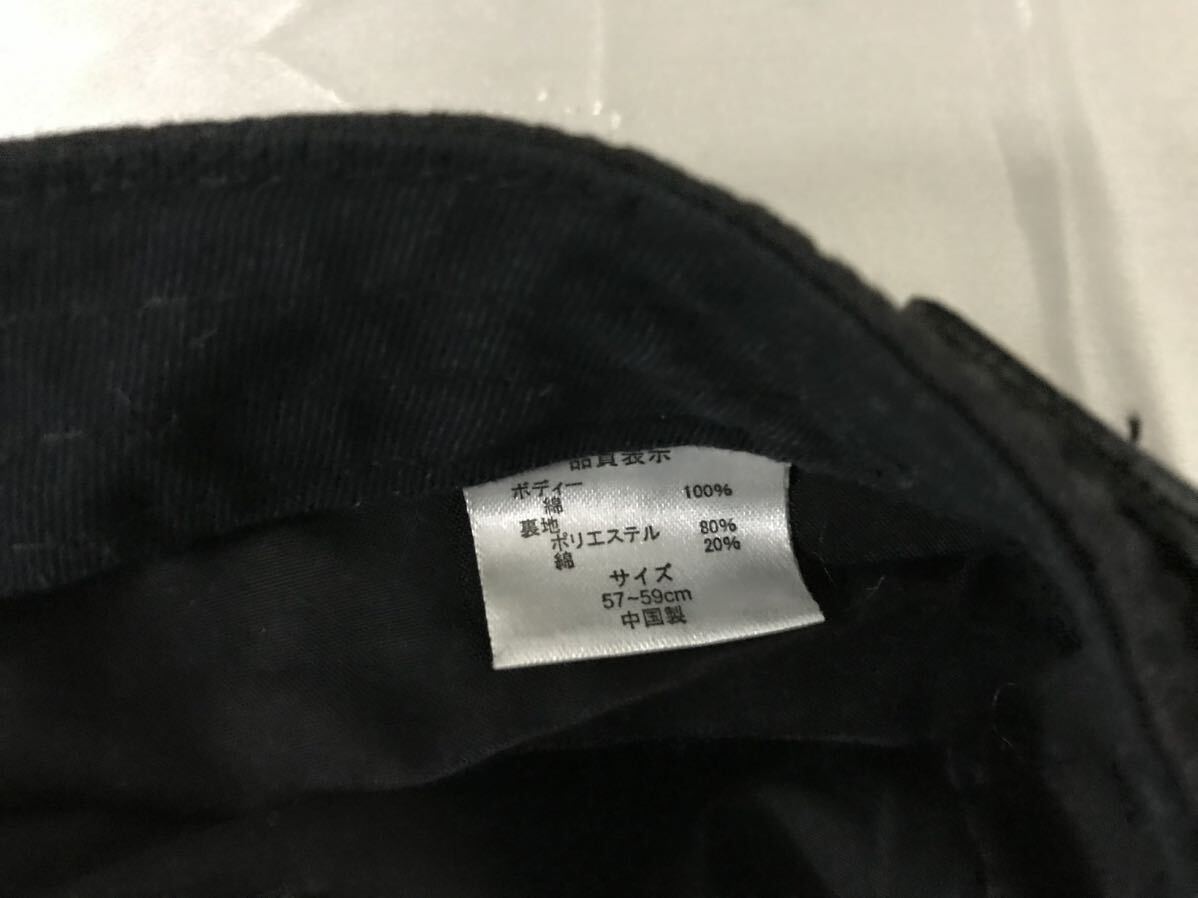 品質表示
ボディー
綿 100%
裏地
ポリエステル 80%
綿 20%
サイズ
57~59cm
中国製